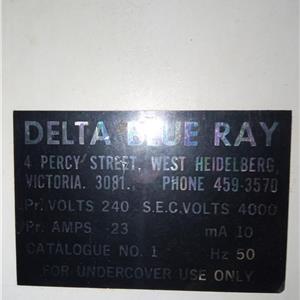 DELTA BLUE RAY
4 PERCY STREET, WEST HEIDELBERG,
VICTORIA. 3081. PHONE 459-3570
Pr. VOLTS 240 S.E.C. VOLTS 4000
Pr. AMPS .23 mA 10
CATALOGUE NO. 1 Hz 50
FOR UNDERCOVER USE ONLY